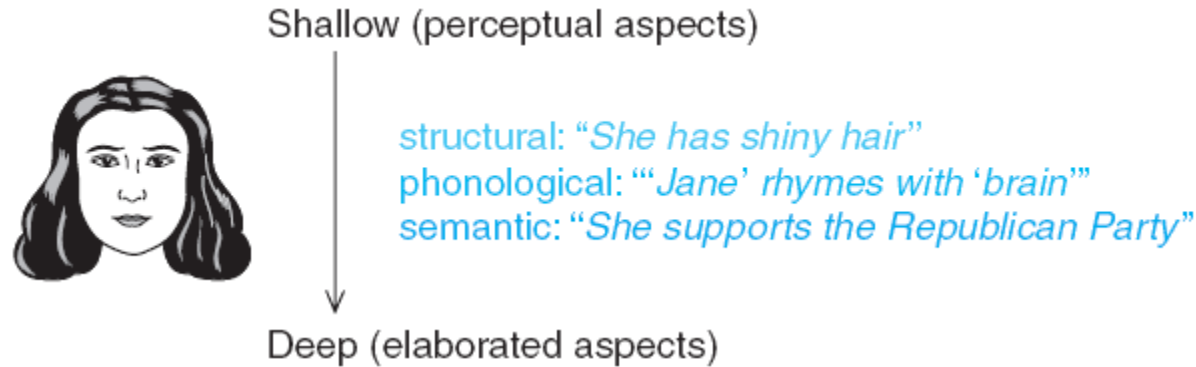 Shallow (perceptual aspects)
structural: “She has shiny hair”
phonological: “‘Jane’ rhymes with ‘brain’”
semantic: “She supports the Republican Party”
Deep (elaborated aspects)